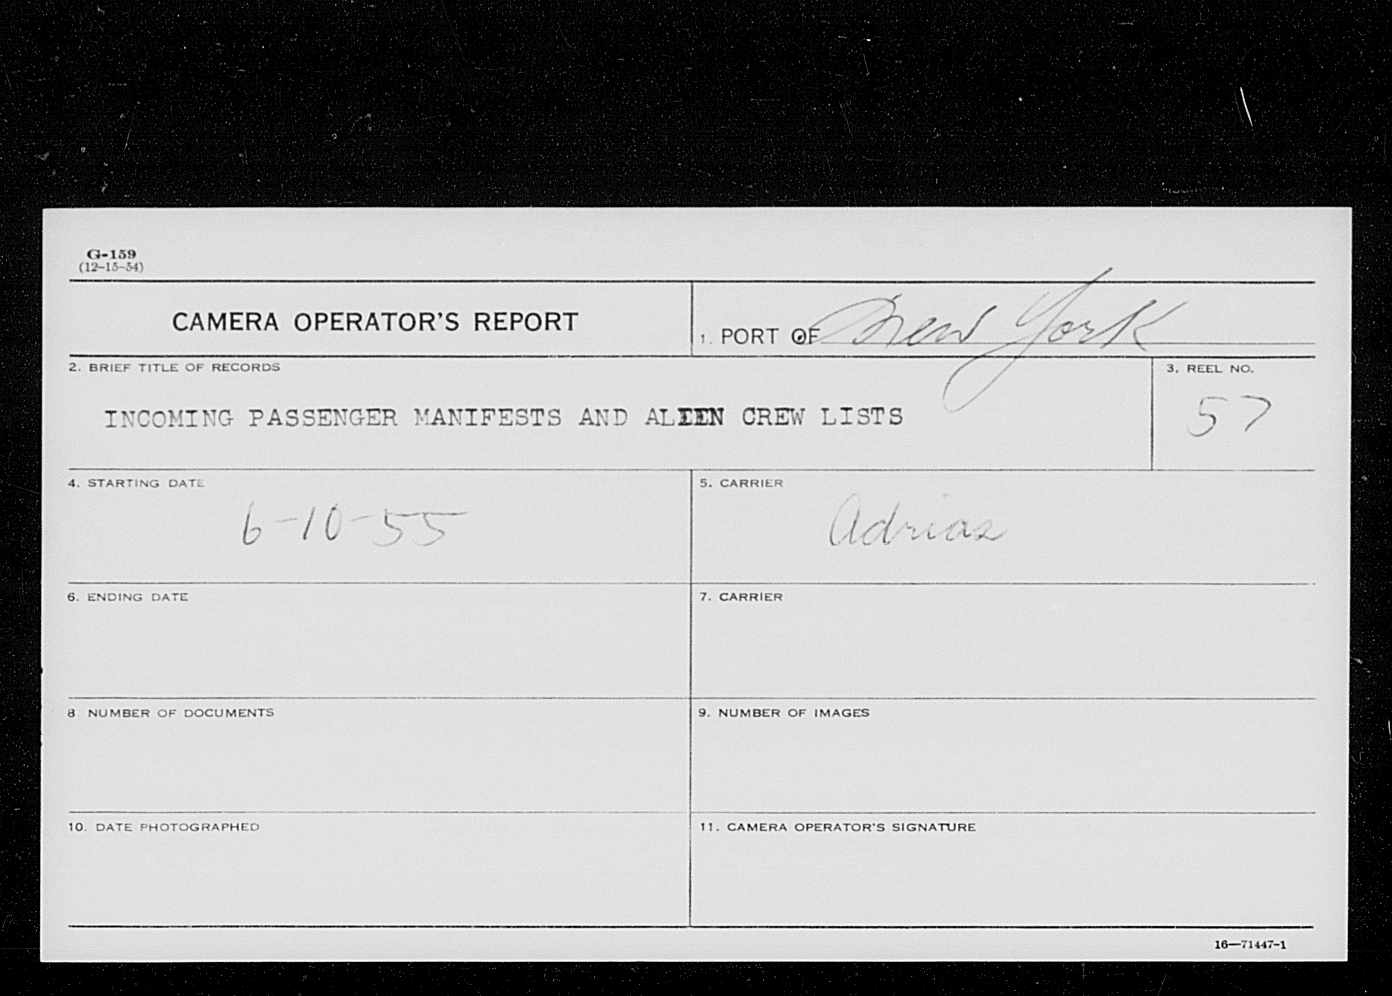 G-159
(12-15-54)
CAMERA OPERATOR'S REPORT
1. PORT OF New York
2. BRIEF TITLE OF RECORDS
INCOMING PASSENGER MANIFESTS AND ALIEN CREW LISTS
3. REEL NO.
57
4. STARTING DATE
6-10-55
5. CARRIER
Adrias
6. ENDING DATE
7. CARRIER
8 NUMBER OF DOCUMENTS
9. NUMBER OF IMAGES
10. DATE PHOTOGRAPHED
11. CAMERA OPERATOR'S SIGNATURE
16—71447-1